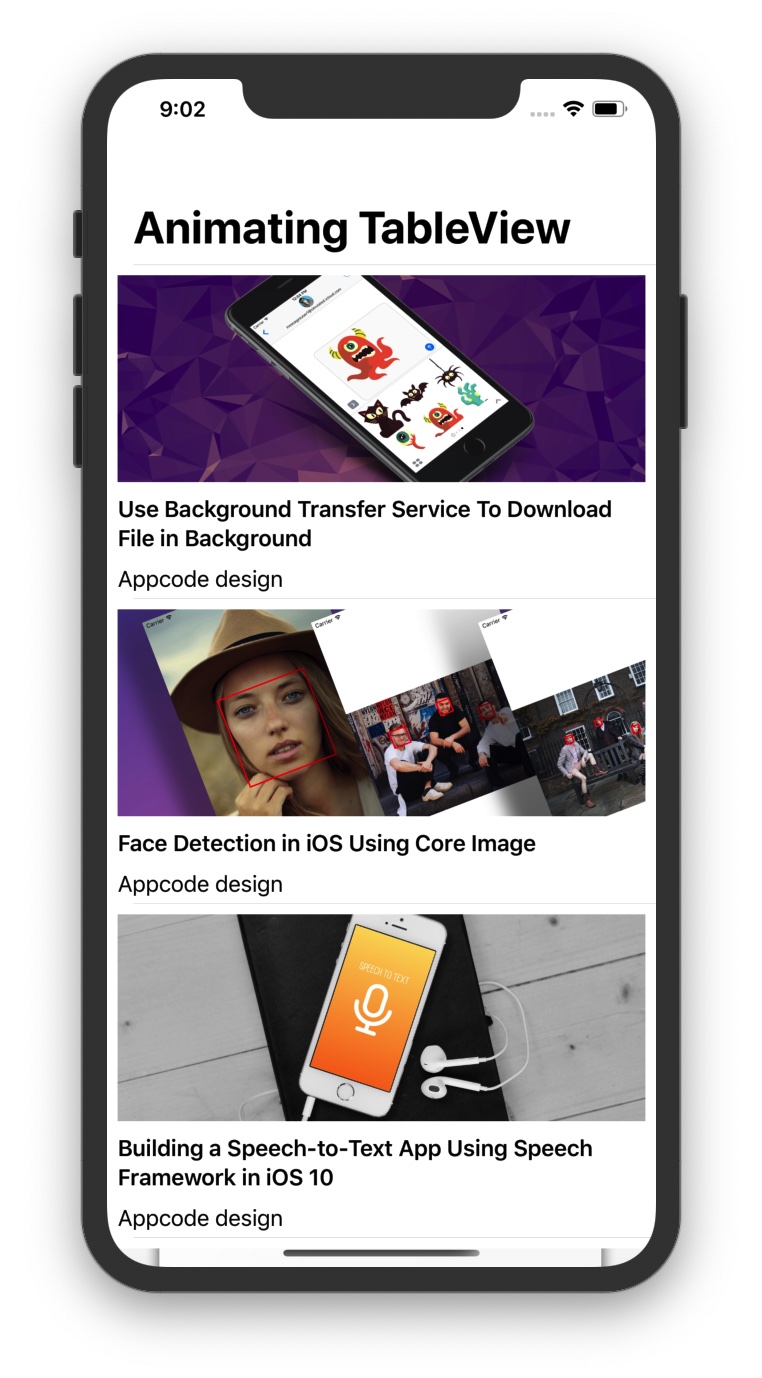 9:02
Animating TableView
Use Background Transfer Service To Download
File in Background
Appcode design
Carrier
Carrier
Carrier
Face Detection in iOS Using Core Image
Appcode design
SPEECH TO TEXT
Building a Speech-to-Text App Using Speech
Framework in iOS 10
Appcode design